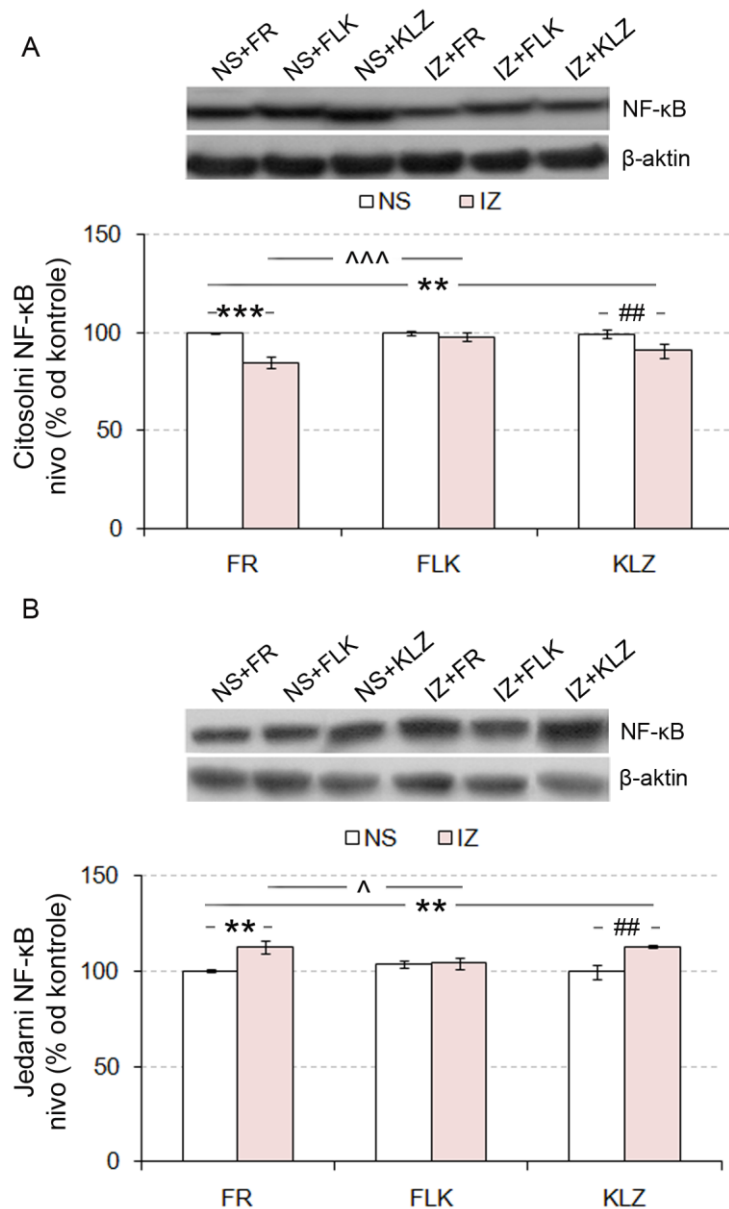 A
NS+FR NS+FLK NS+KLZ IZ+FR IZ+FLK IZ+KLZ
NF-κB
β-aktin
NS IZ
Citosolni NF-κB
nivo (% od kontrole)
150
^^^
**
*** ##
100
50
0
FR FLK KLZ
B
NS+FR NS+FLK NS+KLZ IZ+FR IZ+FLK IZ+KLZ
NF-κB
β-aktin
NS IZ
Jedarni NF-κB
nivo (% od kontrole)
150
^
**
** ##
100
50
0
FR FLK KLZ